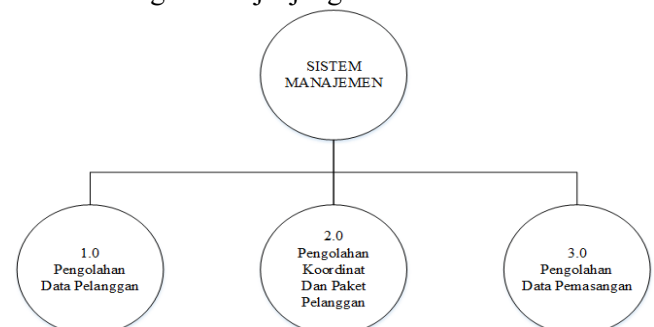 SISTEM
MANAJEMEN
1.0
Pengolahan
Data Pelanggan
2.0
Pengolahan
Koordinat
Dan Paket
Pelanggan
3.0
Pengolahan
Data Pemasangan